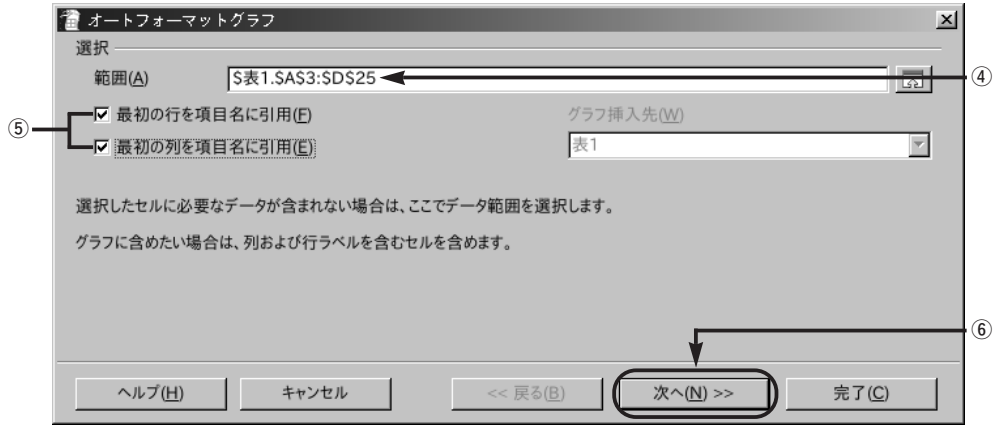 オートフォーマットグラフ
選択
範囲(A) $表1.$A$3:$D$25 ④
⑤ 最初の行を項目名に引用(F) グラフ挿入先(W)
最初の列を項目名に引用(E) 表1
選択したセルに必要なデータが含まれない場合は、ここでデータ範囲を選択します。
グラフに含めたい場合は、列および行ラベルを含むセルを含めます。
⑥
ヘルプ(H) キャンセル << 戻る(B) 次へ(N) >> 完了(C)